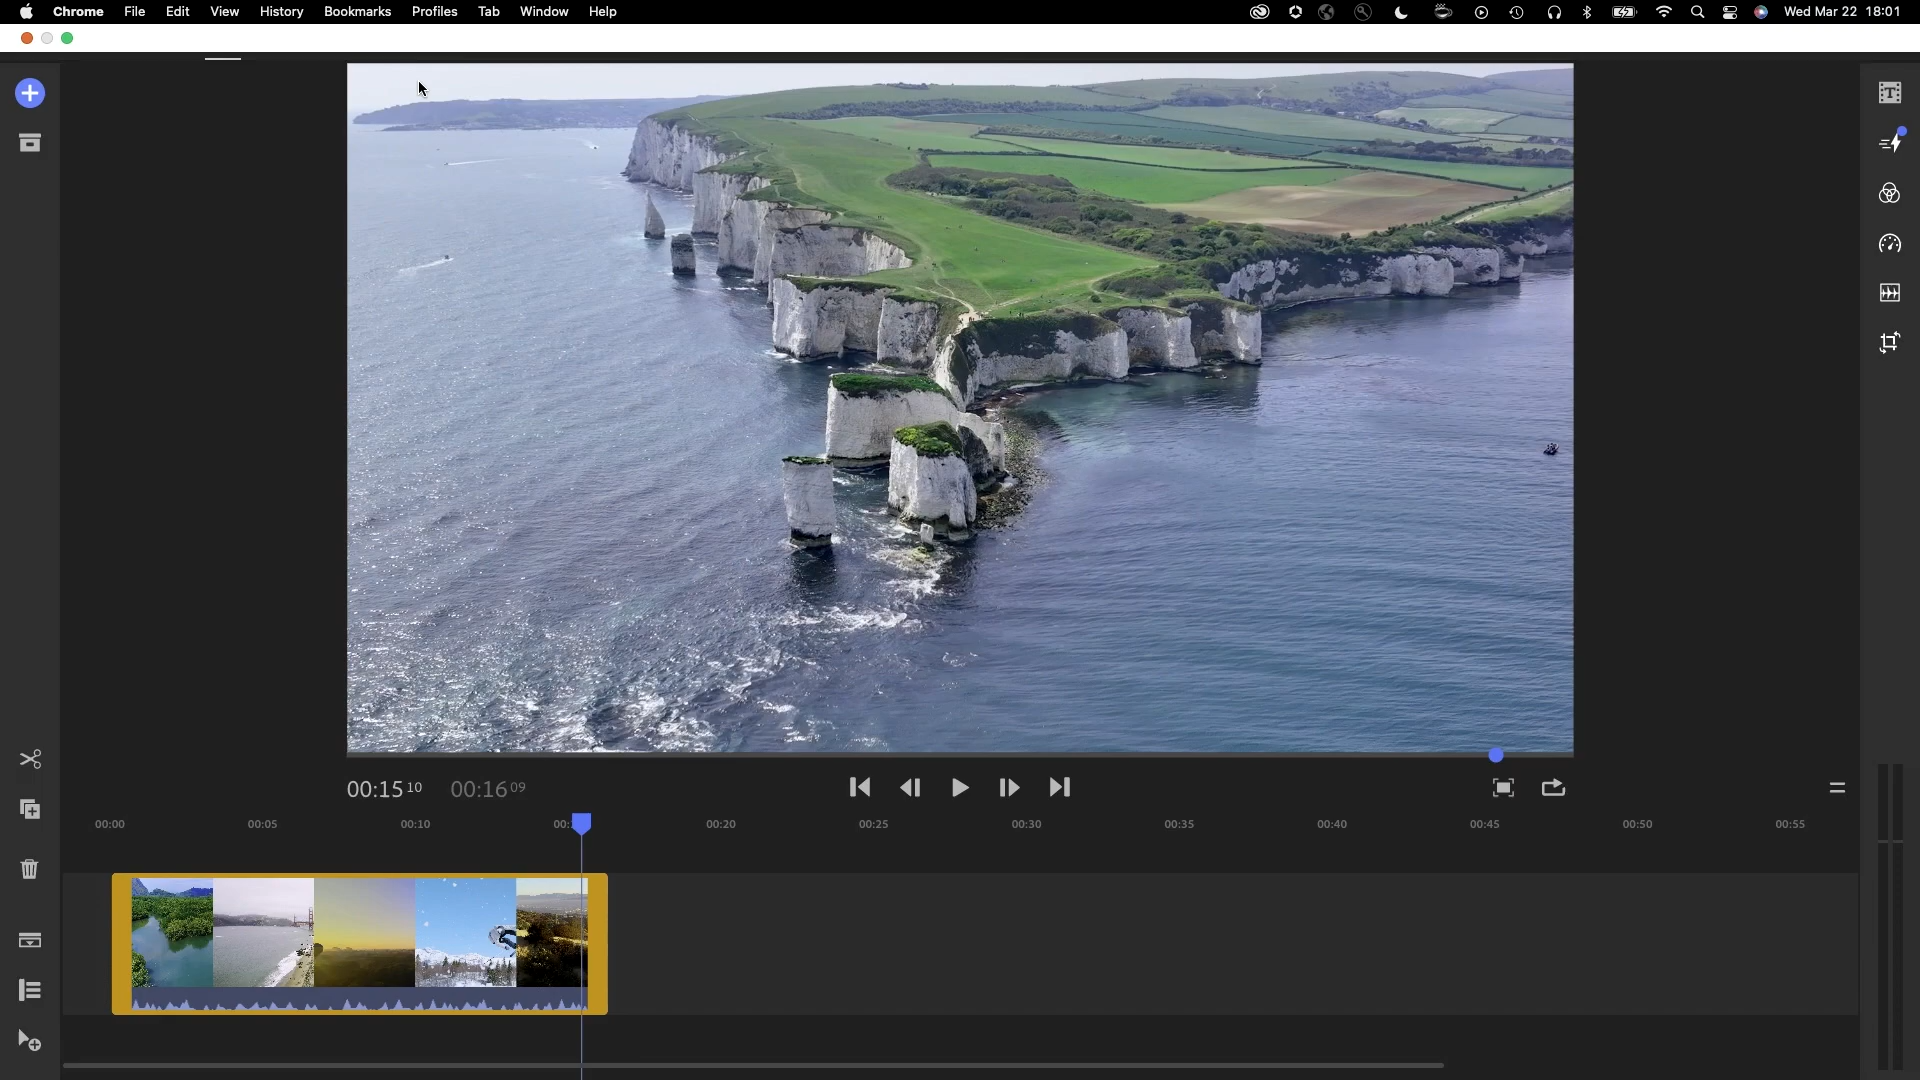 Chrome File Edit View History Bookmarks Profiles Tab Window Help Wed Mar 22 18:01
00:15 10 00:16 09
00:00 00:05 00:10 00: 00:20 00:25 00:30 00:35 00:40 00:45 00:50 00:55